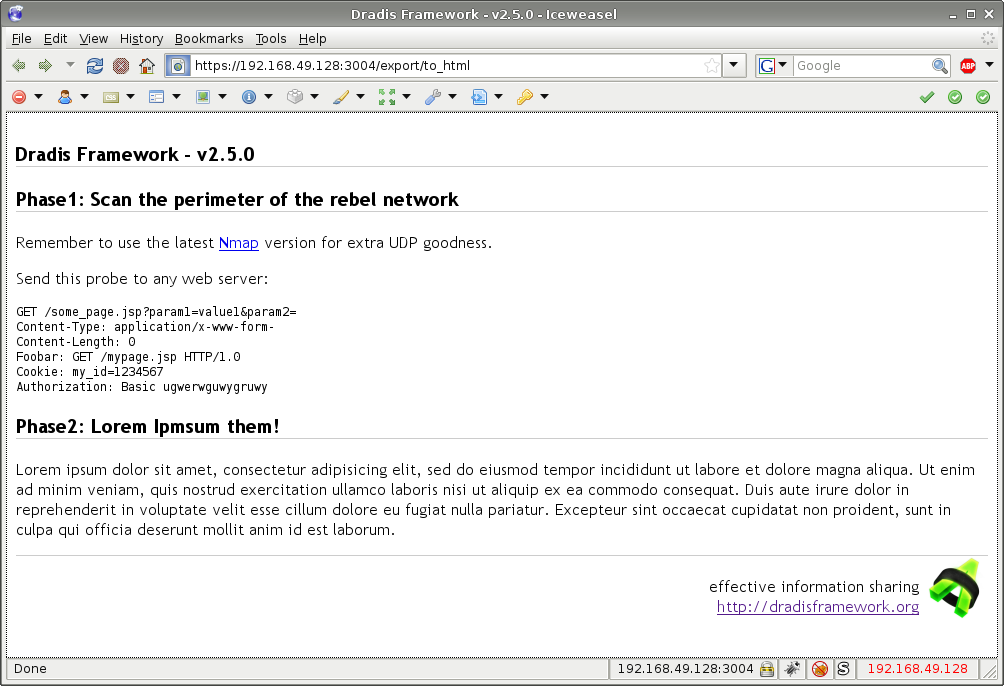 Dradis Framework - v2.5.0 - Iceweasel
File Edit View History Bookmarks Tools Help
https://192.168.49.128:3004/export/to_html
G Google ABP
Dradis Framework - v2.5.0
Phase1: Scan the perimeter of the rebel network
Remember to use the latest Nmap version for extra UDP goodness.
Send this probe to any web server:
GET /some_page.jsp?param1=value1&param2=
Content-Type: application/x-www-form-
Content-Length: 0
Foobar: GET /mypage.jsp HTTP/1.0
Cookie: my_id=1234567
Authorization: Basic ugwerwguwygruwy
Phase2: Lorem Ipmsum them!
Lorem ipsum dolor sit amet, consectetur adipisicing elit, sed do eiusmod tempor incididunt ut labore et dolore magna aliqua. Ut enim
ad minim veniam, quis nostrud exercitation ullamco laboris nisi ut aliquip ex ea commodo consequat. Duis aute irure dolor in
reprehenderit in voluptate velit esse cillum dolore eu fugiat nulla pariatur. Excepteur sint occaecat cupidatat non proident, sunt in
culpa qui officia deserunt mollit anim id est laborum.
effective information sharing
http://dradisframework.org
Done 192.168.49.128:3004 S 192.168.49.128